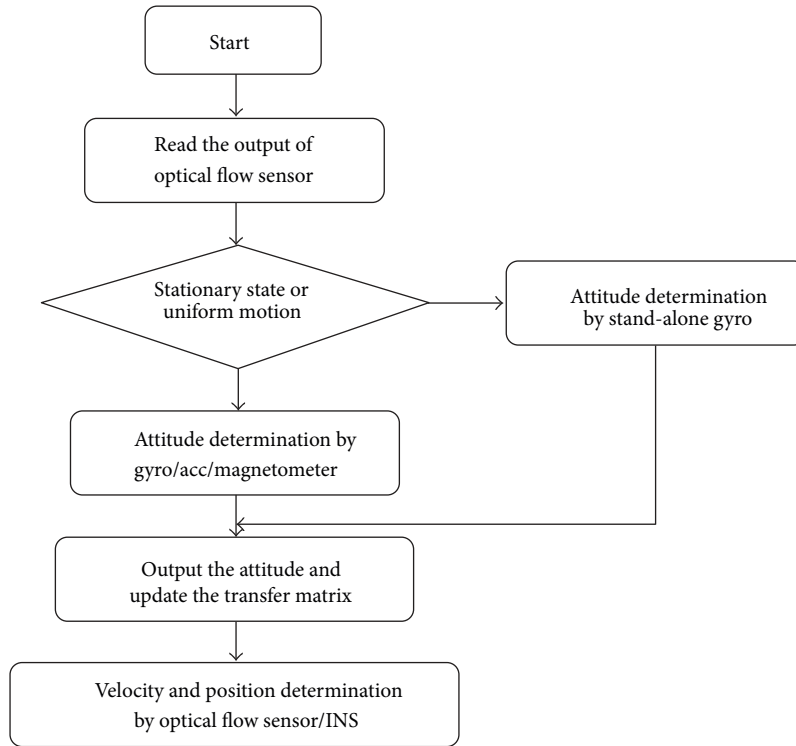 Start
Read the output of
optical flow sensor
Stationary state or
uniform motion
Attitude determination
by stand-alone gyro
Attitude determination by
gyro/acc/magnetometer
Output the attitude and
update the transfer matrix
Velocity and position determination
by optical flow sensor/INS